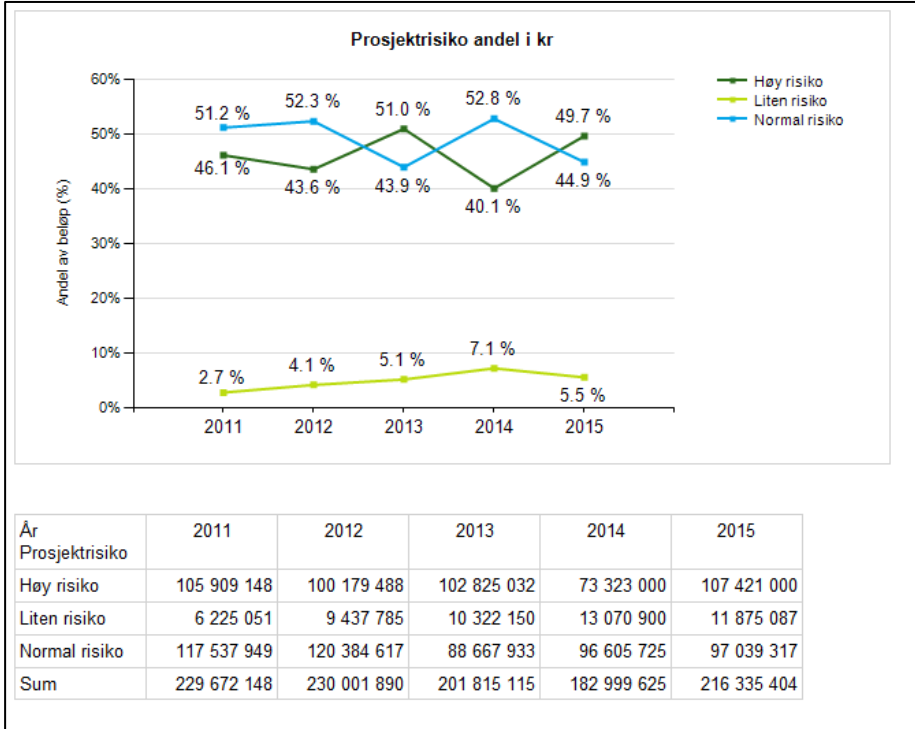 Prosjektrisiko andel i kr
60%
50%
40%
30%
20%
10%
0%
Andel av beløp (%)
51.2 % 52.3 % 51.0 % 52.8 % 49.7 %
46.1 % 43.6 % 43.9 % 40.1 % 44.9 %
2.7 % 4.1 % 5.1 % 7.1 % 5.5 %
2011 2012 2013 2014 2015
Høy risiko
Liten risiko
Normal risiko
År 2011 2012 2013 2014 2015
Prosjektrisiko
Høy risiko 105 909 148 100 179 488 102 825 032 73 323 000 107 421 000
Liten risiko 6 225 051 9 437 785 10 322 150 13 070 900 11 875 087
Normal risiko 117 537 949 120 384 617 88 667 933 96 605 725 97 039 317
Sum 229 672 148 230 001 890 201 815 115 182 999 625 216 335 404